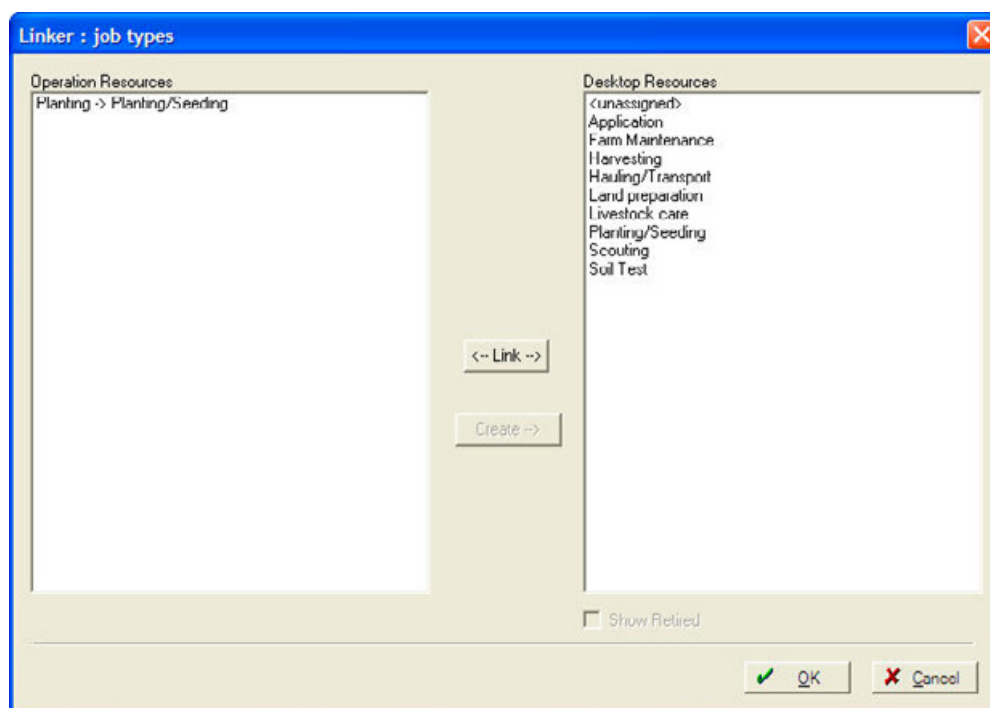 Linker : job types
Operation Resources
Planting -> Planting/Seeding
Desktop Resources
<unassigned>
Application
Farm Maintenance
Harvesting
Hauling/Transport
Land preparation
Livestock care
Planting/Seeding
Scouting
Soil Test
<-- Link -->
Create -->
Show Retired
OK
Cancel